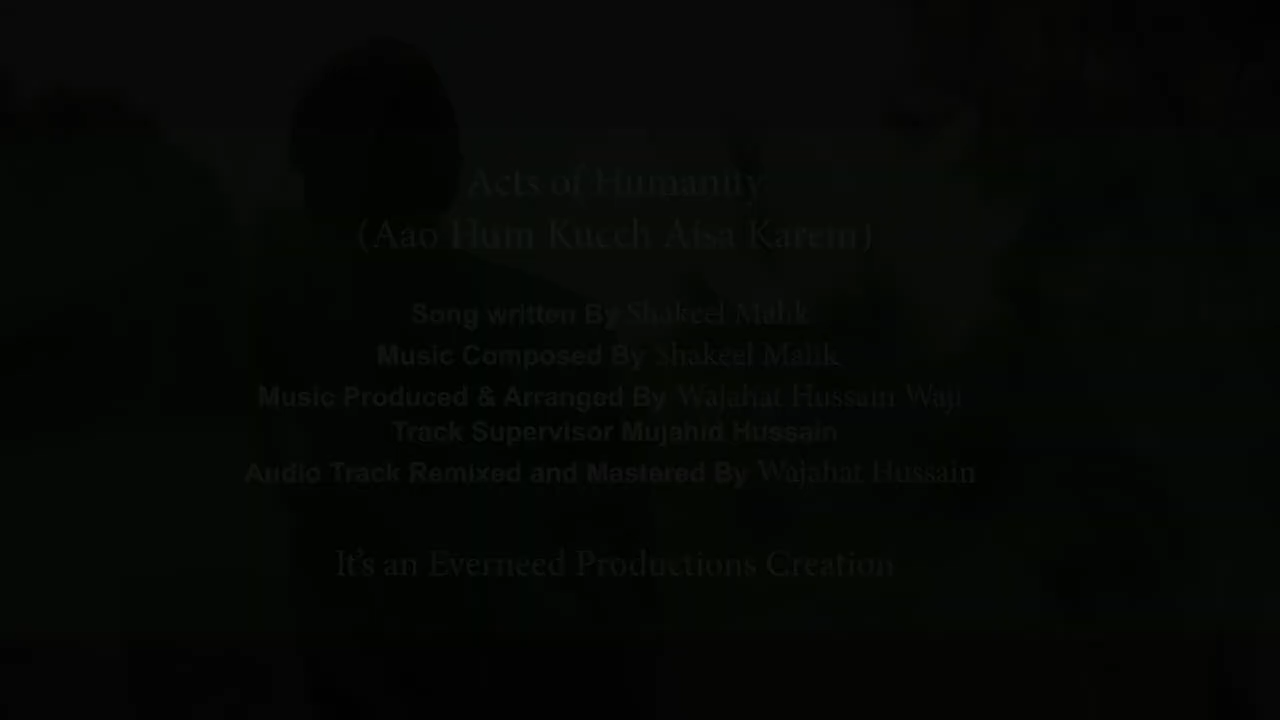 Acts of Humanity
(Aao Hum Kucch Aisa Karem)
Song written By Shakeel Malik
Music Composed By Shakeel Malik
Music Produced & Arranged By Wajahat Hussain Waji
Track Supervisor Mujahid Hussain
Audio Track Remixed and Mastered By Wajahat Hussain
It's an Everneed Productions Creation